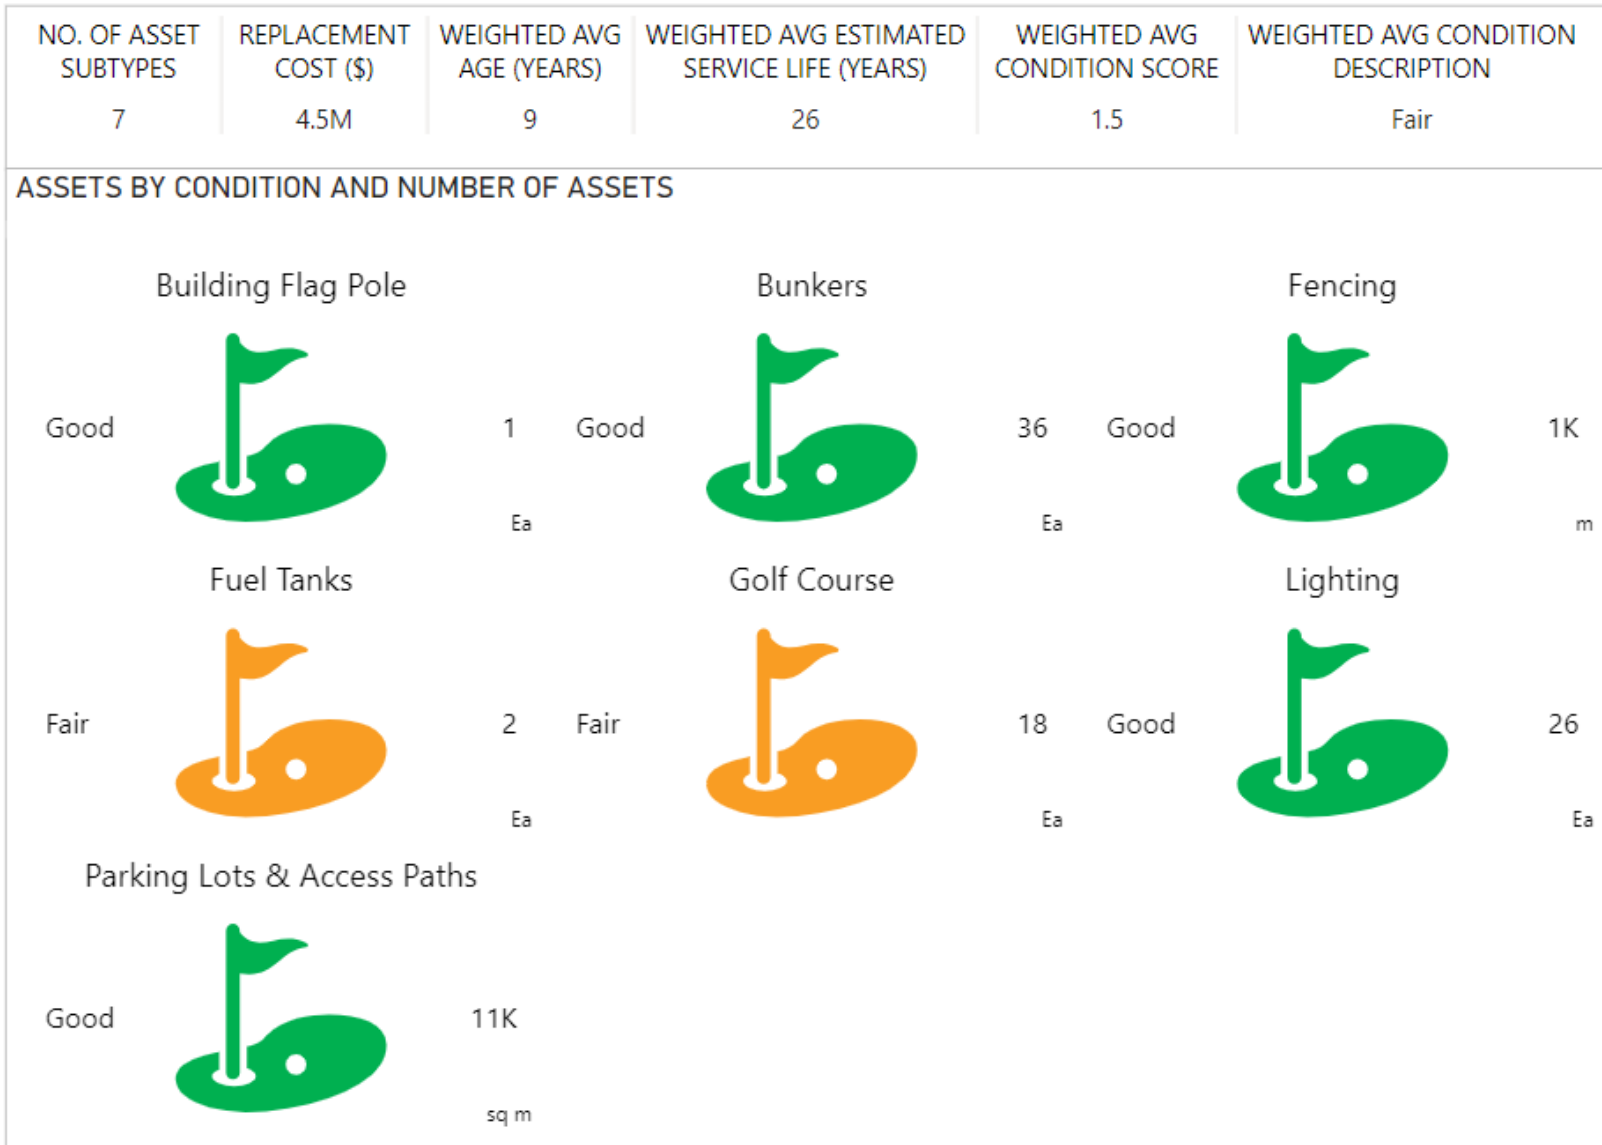 NO. OF ASSET SUBTYPES
REPLACEMENT COST ($)
WEIGHTED AVG AGE (YEARS)
WEIGHTED AVG ESTIMATED SERVICE LIFE (YEARS)
WEIGHTED AVG CONDITION SCORE
WEIGHTED AVG CONDITION DESCRIPTION
7
4.5M
9
26
1.5
Fair
ASSETS BY CONDITION AND NUMBER OF ASSETS
Building Flag Pole
Good
1
Ea
Bunkers
Good
36
Ea
Fencing
Good
1K
m
Fuel Tanks
Fair
2
Ea
Golf Course
Fair
18
Ea
Lighting
Good
26
Ea
Parking Lots & Access Paths
Good
11K
sq m